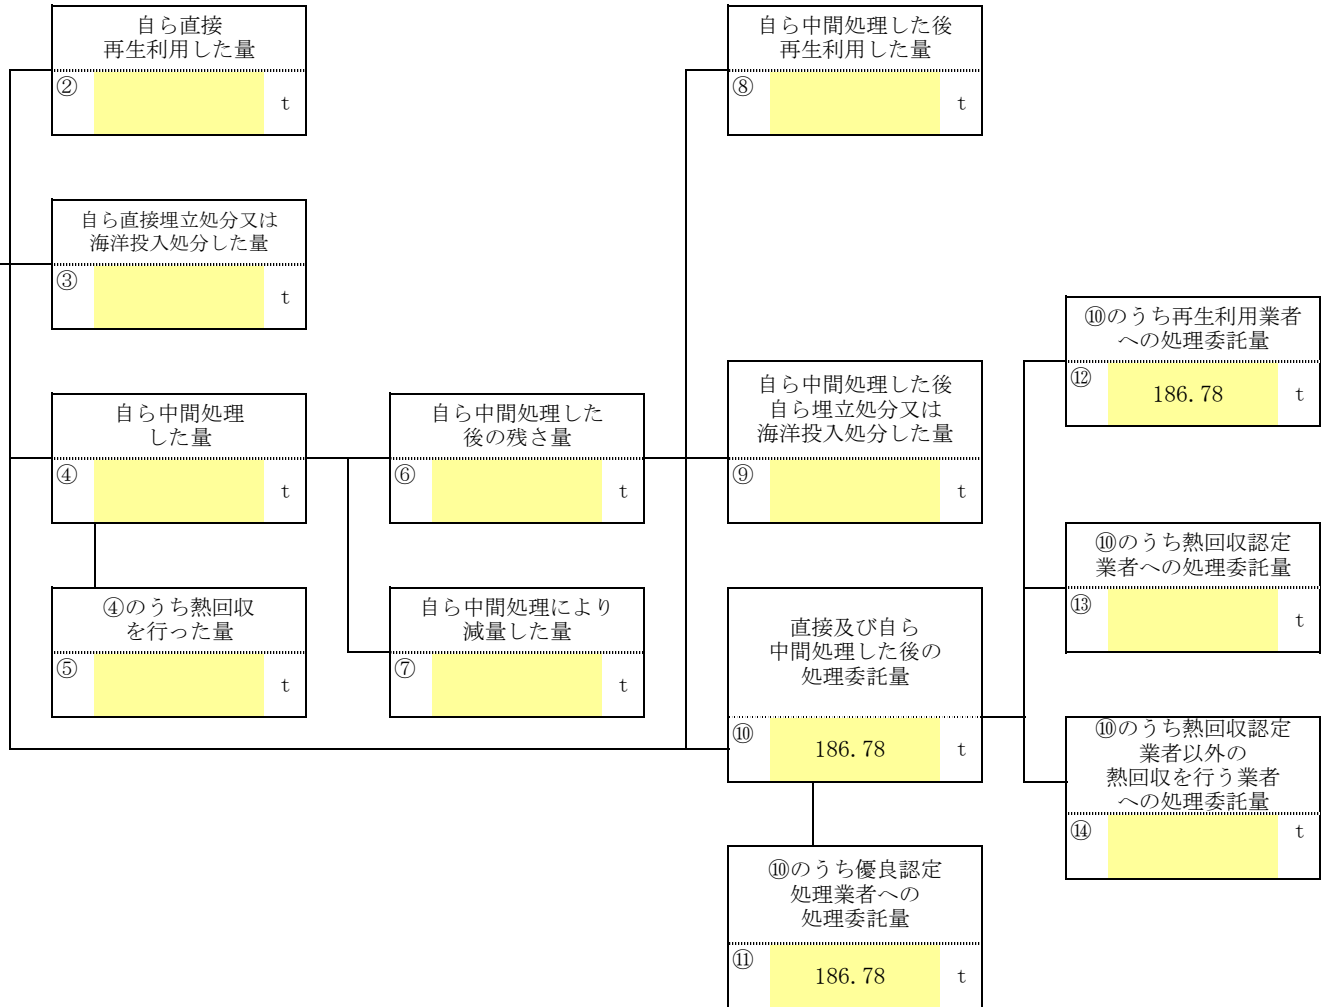 自ら直接
再生利用した量
②
t
自ら中間処理した後
再生利用した量
⑧
t
自ら直接埋立処分又は
海洋投入処分した量
③
t
⑩のうち再生利用業者
への処理委託量
⑫
186.78 t
自ら中間処理
した量
④
t
自ら中間処理した
後の残さ量
⑥
t
自ら中間処理した後
自ら埋立処分又は
海洋投入処分した量
⑨
t
⑩のうち熱回収認定
業者への処理委託量
⑬
t
④のうち熱回収
を行った量
⑤
t
自ら中間処理により
減量した量
⑦
t
直接及び自ら
中間処理した後の
処理委託量
⑩
186.78 t
⑩のうち熱回収認定
業者以外の
熱回収を行う業者
への処理委託量
⑭
t
⑩のうち優良認定
処理業者への
処理委託量
⑪
186.78 t